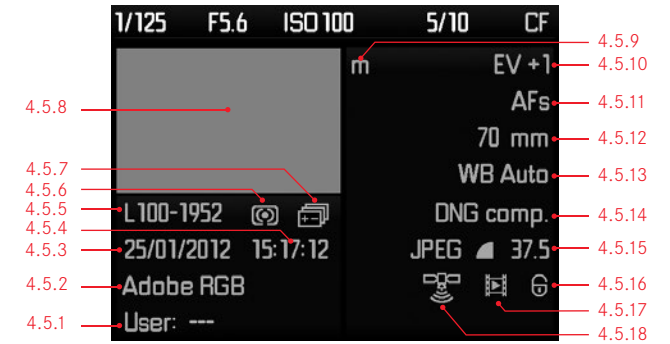 1/125 F5.6 ISO 100 5/10 CF
m 4.5.9
EV +1 4.5.10
AFs 4.5.11
4.5.8
70 mm 4.5.12
WB Auto 4.5.13
4.5.7
4.5.6
4.5.5 L100-1952 DNG comp. 4.5.14
4.5.4
4.5.3 25/01/2012 15:17:12 JPEG 37.5 4.5.15
4.5.2 Adobe RGB 4.5.16
4.5.17
4.5.1 User: --- 4.5.18